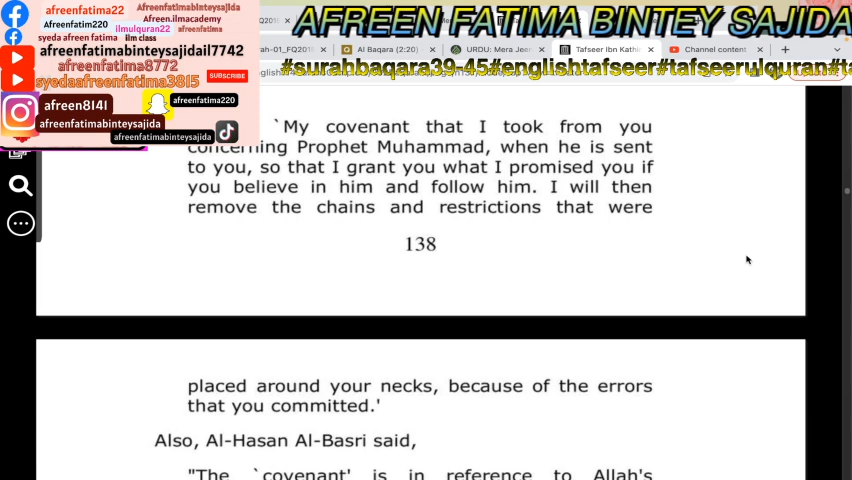 afreenfatima22
Afreenfatimabinteysajida
Afreenfatima220
Afreen.ilmacademy
ilmulquran22
afreenfatima
syeda afreen fatima
Ilm class
afreenfatimabinteysajidail7742
afreenfatima8772
syedaafreenfatima3815
SUBSCRIBE
afreen8141
afreenfatima220
afreenfatimabinteysajida
afreenfatimabinteysajida
AFREEN FATIMA BINTEY SAJIDA
Al Baqara (2:20)
URDU: Mera Jeen
Tafseer Ibn Kathi
Channel content
#surahbaqara39-45#englishtafseer#tafseerulquran#ta
`My covenant that I took from you
concerning Prophet Muhammad, when he is sent
to you, so that I grant you what I promised you if
you believe in him and follow him. I will then
remove the chains and restrictions that were
138
placed around your necks, because of the errors
that you committed.'
Also, Al-Hasan Al-Basri said,
"The `covenant' is in reference to Allah's